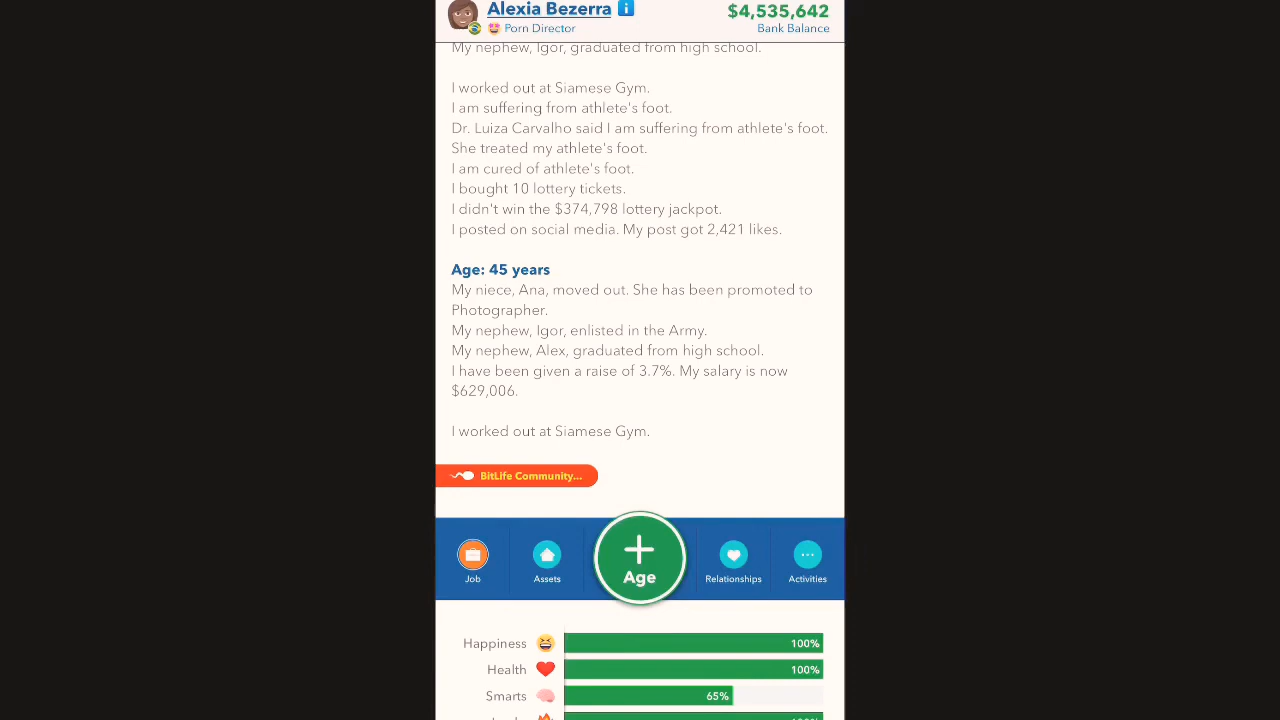 Alexia Bezerra
$4,535,642
Porn Director
Bank Balance
My nephew, Igor, graduated from high school.
I worked out at Siamese Gym.
I am suffering from athlete's foot.
Dr. Luiza Carvalho said I am suffering from athlete's foot.
She treated my athlete's foot.
I am cured of athlete's foot.
I bought 10 lottery tickets.
I didn't win the $374,798 lottery jackpot.
I posted on social media. My post got 2,421 likes.
Age: 45 years
My niece, Ana, moved out. She has been promoted to
Photographer.
My nephew, Igor, enlisted in the Army.
My nephew, Alex, graduated from high school.
I have been given a raise of 3.7%. My salary is now
$629,006.
I worked out at Siamese Gym.
BitLife Community...
Job
Assets
Age
Relationships
Activities
Happiness 100%
Health 100%
Smarts 65%